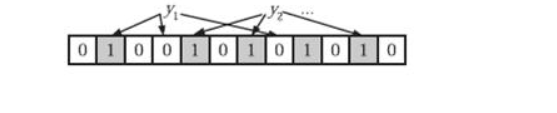 y₁ y₂ ...
0 1 0 0 1 0 1 0 1 0 1 0